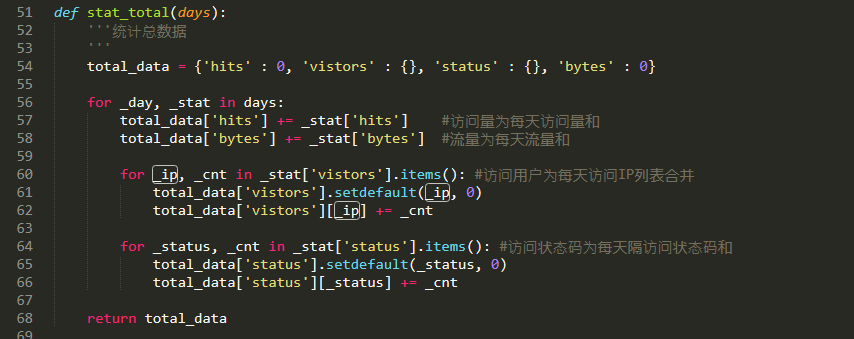 51 def stat_total(days):
52     '''统计总数据
53     '''
54     total_data = {'hits' : 0, 'vistors' : {}, 'status' : {}, 'bytes' : 0}
55
56     for _day, _stat in days:
57         total_data['hits'] += _stat['hits']    #访问量为每天访问量和
58         total_data['bytes'] += _stat['bytes']  #流量为每天流量和
59
60         for _ip, _cnt in _stat['vistors'].items(): #访问用户为每天访问IP列表合并
61             total_data['vistors'].setdefault(_ip, 0)
62             total_data['vistors'][_ip] += _cnt
63
64         for _status, _cnt in _stat['status'].items(): #访问状态码为每天隔访问状态码和
65             total_data['status'].setdefault(_status, 0)
66             total_data['status'][_status] += _cnt
67
68     return total_data
69